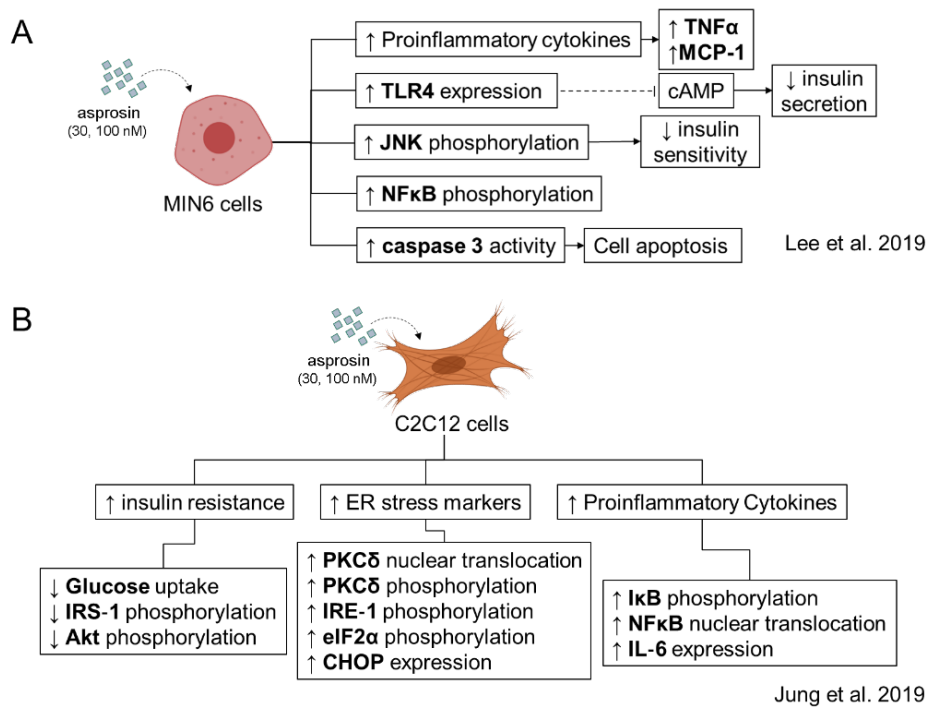 A
asprosin
(30, 100 nM)
MIN6 cells
↑ Proinflammatory cytokines
↑ TNFα
↑MCP-1
↑ TLR4 expression
cAMP
↓ insulin
secretion
↑ JNK phosphorylation
↓ insulin
sensitivity
↑ NFκB phosphorylation
↑ caspase 3 activity
Cell apoptosis
Lee et al. 2019
B
asprosin
(30, 100 nM)
C2C12 cells
↑ insulin resistance
↑ ER stress markers
↑ Proinflammatory Cytokines
↓ Glucose uptake
↓ IRS-1 phosphorylation
↓ Akt phosphorylation
↑ PKCδ nuclear translocation
↑ PKCδ phosphorylation
↑ IRE-1 phosphorylation
↑ eIF2α phosphorylation
↑ CHOP expression
↑ IκB phosphorylation
↑ NFκB nuclear translocation
↑ IL-6 expression
Jung et al. 2019